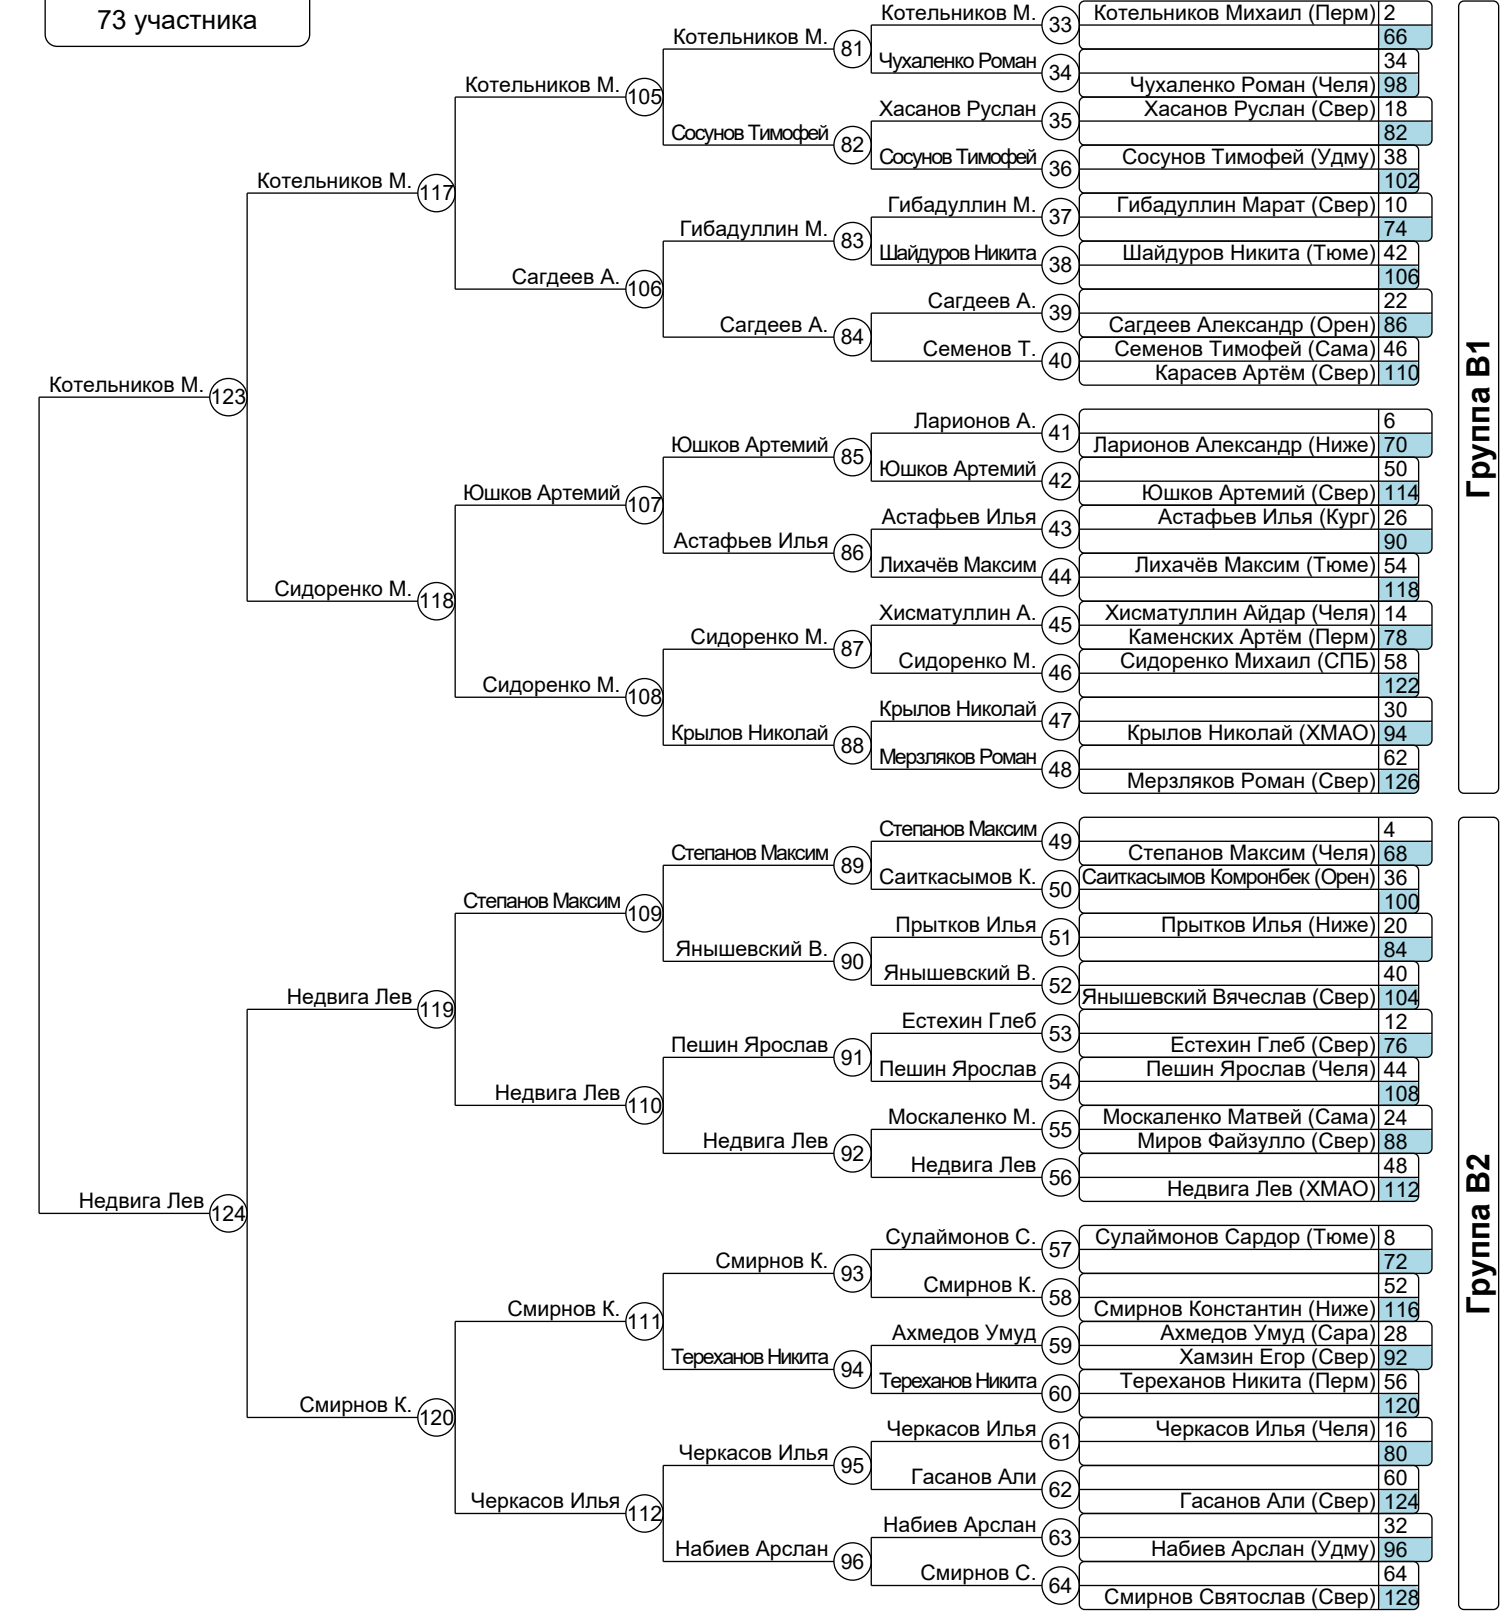 73 участника
Котельников М.
33
Котельников Михаил (Перм)
2
Котельников М.
81
66
Чухаленко Роман
34
34
Котельников М.
105
Чухаленко Роман (Челя)
98
Хасанов Руслан
35
Хасанов Руслан (Свер)
18
Сосунов Тимофей
82
82
Сосунов Тимофей
36
Сосунов Тимофей (Удму)
38
Котельников М.
117
102
Гибадуллин М.
37
Гибадуллин Марат (Свер)
10
Гибадуллин М.
83
74
Шайдуров Никита
38
Шайдуров Никита (Тюме)
42
Сагдеев А.
106
106
Сагдеев А.
39
22
Сагдеев А.
84
Сагдеев Александр (Орен)
86
Семенов Т.
40
Семенов Тимофей (Сама)
46
Карасев Артём (Свер)
110
Котельников М.
123
Группа В1
Ларионов А.
41
6
Юшков Артемий
85
Ларионов Александр (Ниже)
70
Юшков Артемий
42
50
Юшков Артемий
107
Юшков Артемий (Свер)
114
Астафьев Илья
43
Астафьев Илья (Кург)
26
Астафьев Илья
86
90
Лихачёв Максим
44
Лихачёв Максим (Тюме)
54
Сидоренко М.
118
118
Хисматуллин А.
45
Хисматуллин Айдар (Челя)
14
Сидоренко М.
87
Каменских Артём (Перм)
78
Сидоренко М.
46
Сидоренко Михаил (СПБ)
58
Сидоренко М.
108
122
Крылов Николай
47
30
Крылов Николай
88
Крылов Николай (ХМАО)
94
Мерзляков Роман
48
62
Мерзляков Роман (Свер)
126
Степанов Максим
49
4
Степанов Максим
89
Степанов Максим (Челя)
68
Саиткасымов К.
50
Саиткасымов Комронбек (Орен)
36
Степанов Максим
109
100
Прытков Илья
51
Прытков Илья (Ниже)
20
Янышевский В.
90
84
Янышевский В.
52
40
Недвига Лев
119
Янышевский Вячеслав (Свер)
104
Естехин Глеб
53
12
Пешин Ярослав
91
Естехин Глеб (Свер)
76
Пешин Ярослав
54
Пешин Ярослав (Челя)
44
Недвига Лев
110
108
Москаленко М.
55
Москаленко Матвей (Сама)
24
Недвига Лев
92
Миров Файзулло (Свер)
88
Недвига Лев
56
48
Недвига Лев (ХМАО)
112
Недвига Лев
124
Группа В2
Сулаймонов С.
57
Сулаймонов Сардор (Тюме)
8
Смирнов К.
93
72
Смирнов К.
58
52
Смирнов К.
111
Смирнов Константин (Ниже)
116
Ахмедов Умуд
59
Ахмедов Умуд (Сара)
28
Тереханов Никита
94
Хамзин Егор (Свер)
92
Тереханов Никита
60
Тереханов Никита (Перм)
56
Смирнов К.
120
120
Черкасов Илья
61
Черкасов Илья (Челя)
16
Черкасов Илья
95
80
Гасанов Али
62
60
Черкасов Илья
112
Гасанов Али (Свер)
124
Набиев Арслан
63
32
Набиев Арслан
96
Набиев Арслан (Удму)
96
Смирнов С.
64
64
Смирнов Святослав (Свер)
128